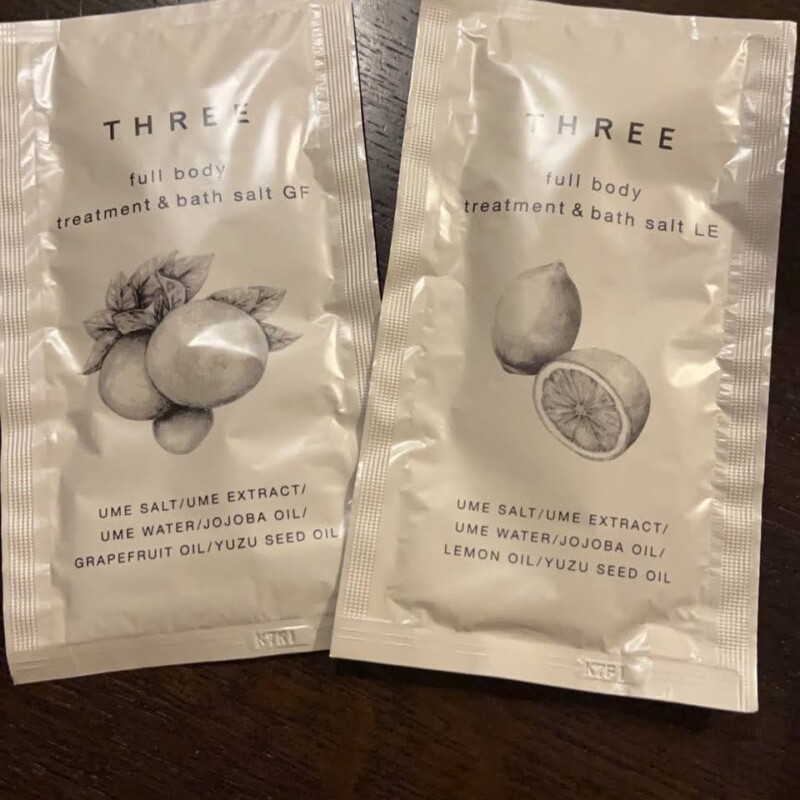 THREE
full body
treatment & bath salt GF
UME SALT/UME EXTRACT/
UME WATER/JOJOBA OIL/
GRAPEFRUIT OIL/YUZU SEED OIL
K7K1
THREE
full body
treatment & bath salt LE
UME SALT/UME EXTRACT/
UME WATER/JOJOBA OIL/
LEMON OIL/YUZU SEED OIL
K7F1